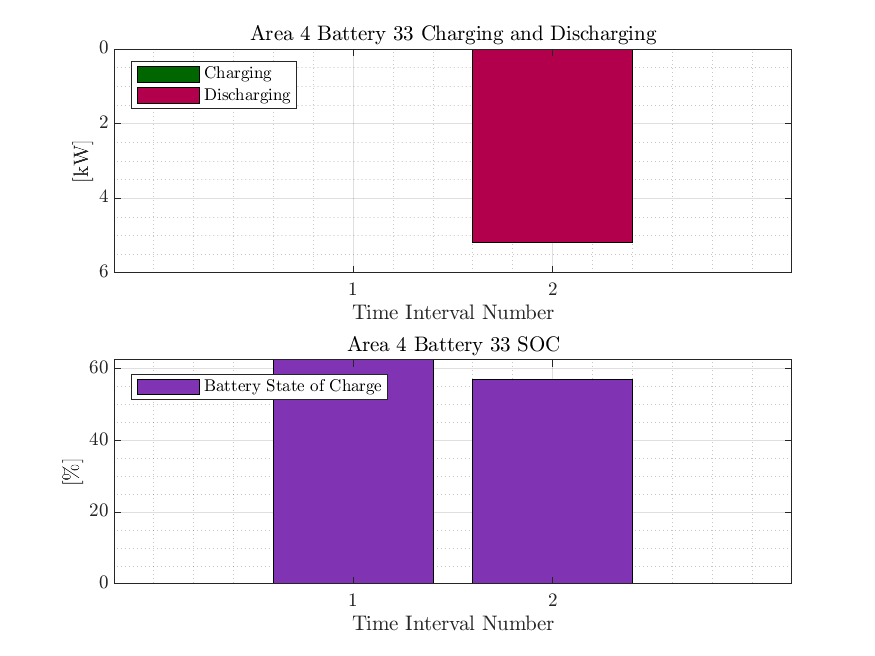 Area 4 Battery 33 Charging and Discharging
0
Charging
Discharging
2
[kW]
4
6
1
2
Time Interval Number
Area 4 Battery 33 SOC
60
Battery State of Charge
40
[%]
20
0
1
2
Time Interval Number